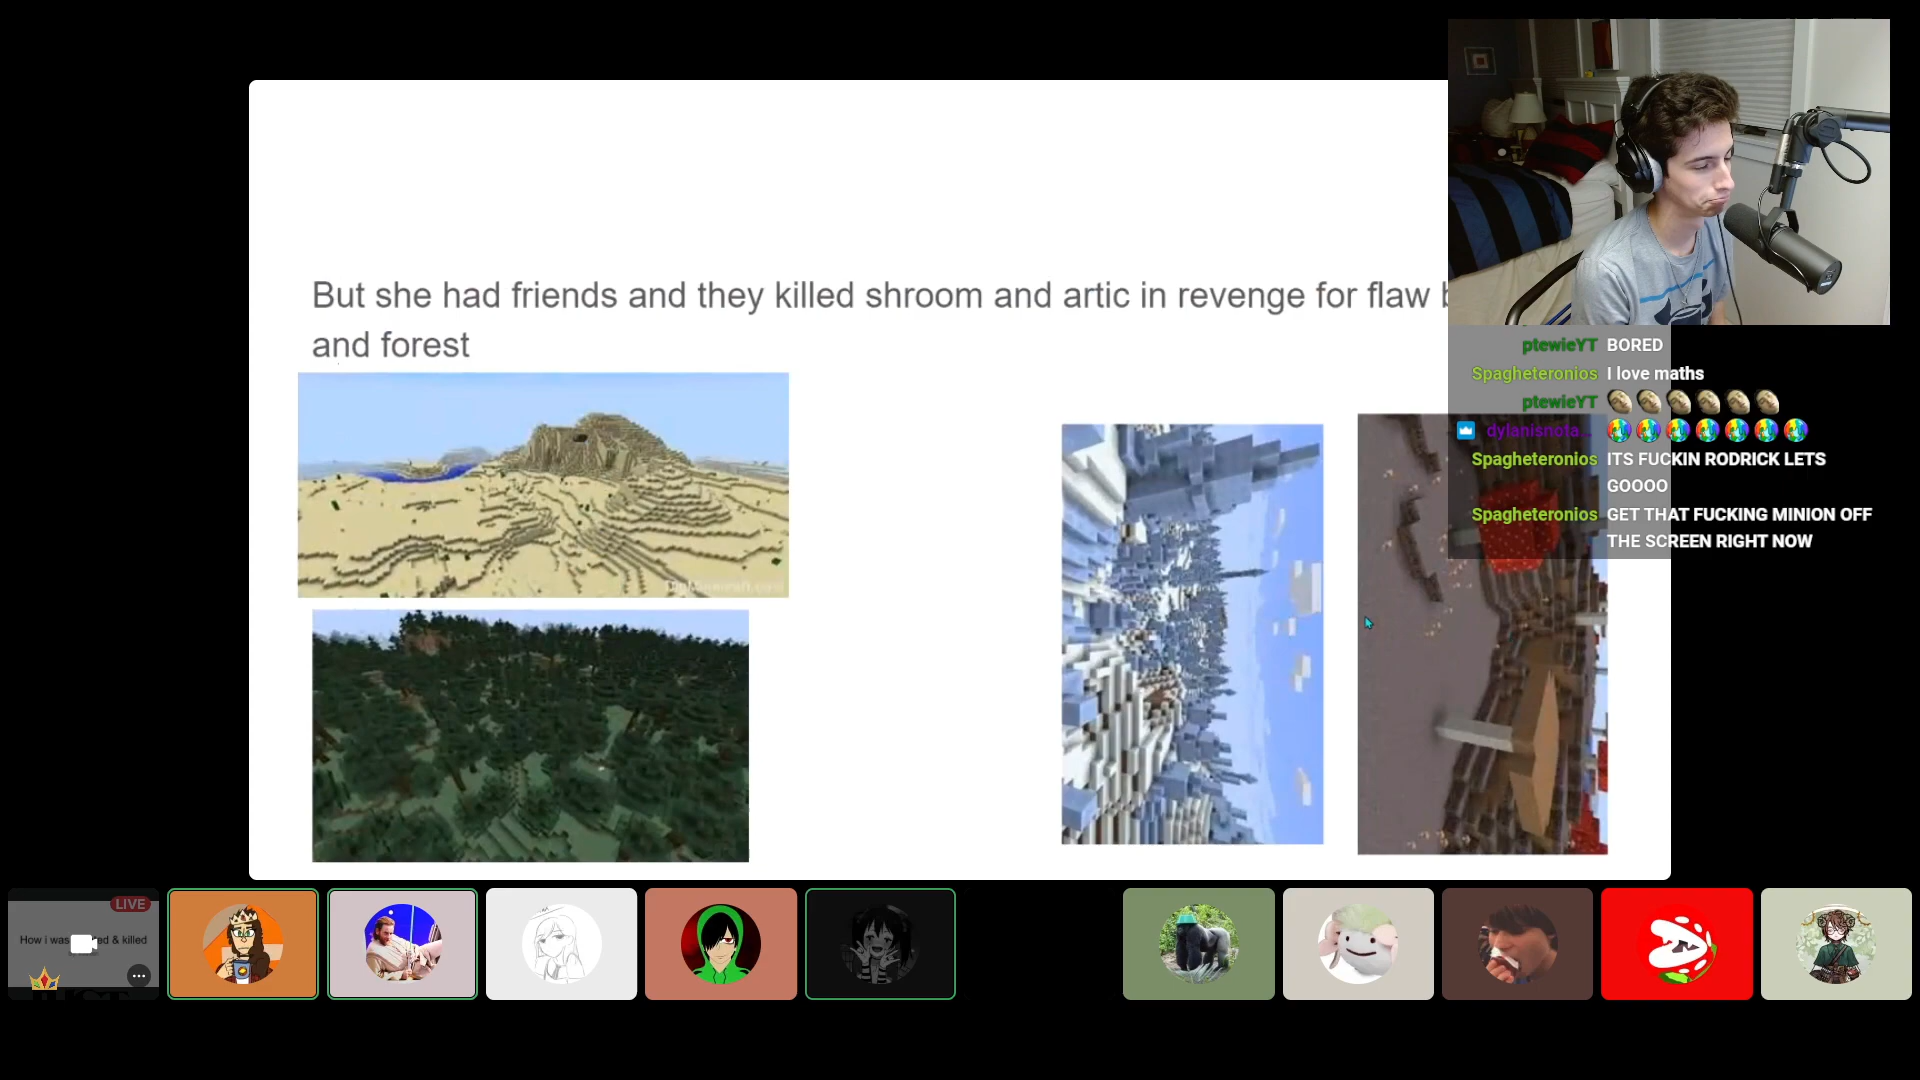 But she had friends and they killed shroom and artic in revenge for flaw
and forest
ptewieYT BORED
Spagheteronios I love maths
ptewieYT
dylanisnota...
Spagheteronios ITS FUCKIN RODRICK LETS
GOOOO
Spagheteronios GET THAT FUCKING MINION OFF
THE SCREEN RIGHT NOW
LIVE
How i was ed & killed